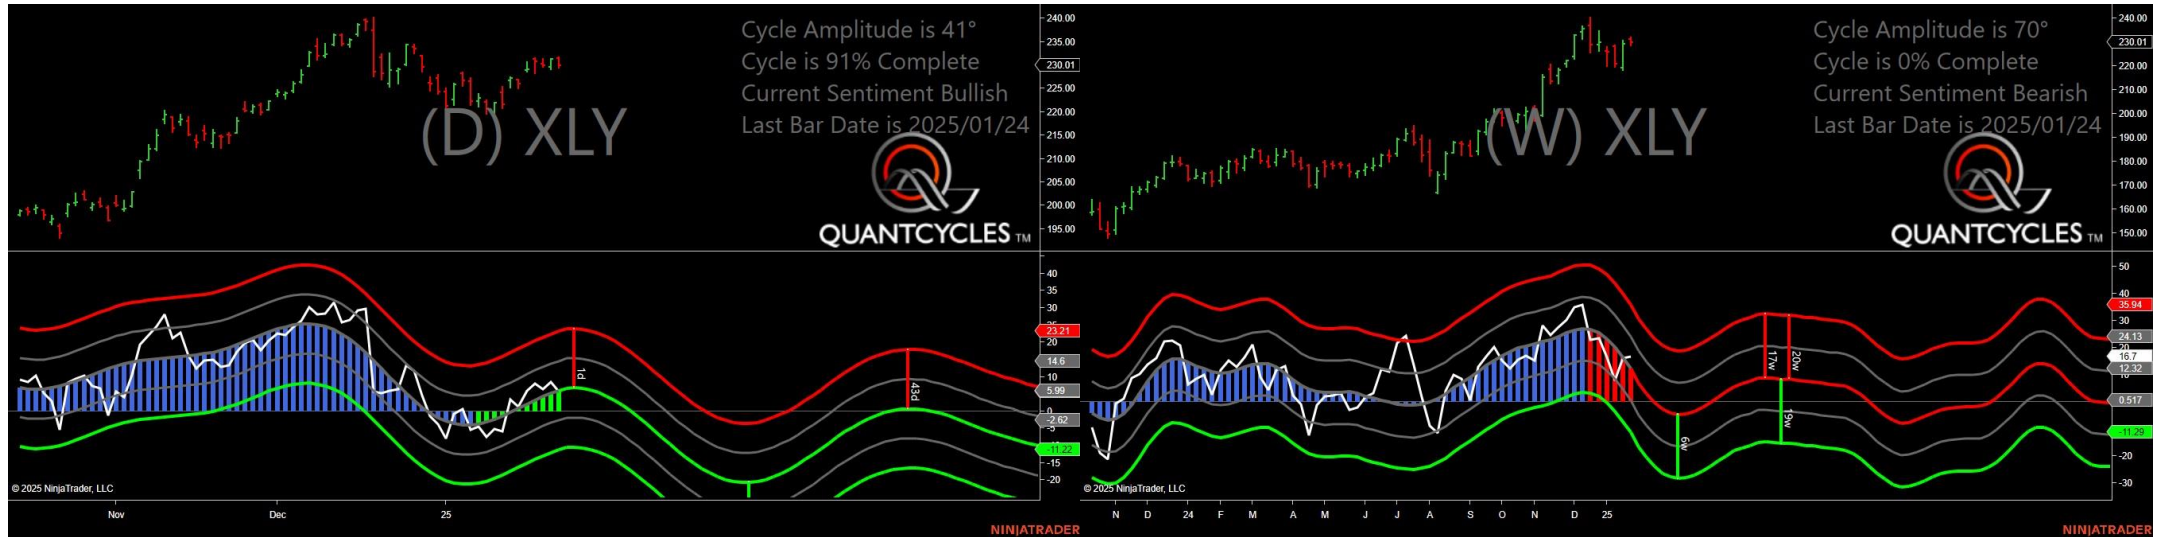 Cycle Amplitude is 41°
Cycle is 91% Complete
Current Sentiment Bullish
Last Bar Date is 2025/01/24
(D) XLY
QUANTCYCLES TM
240.00
235.00
230.01
225.00
220.00
215.00
210.00
205.00
200.00
195.00
40
35
30
23.21
14.6
10
5.99
0
-2.62
-11.22
-15
-20
1d
43d
© 2025 NinjaTrader, LLC
Nov
Dec
25
NINJATRADER
Cycle Amplitude is 70°
Cycle is 0% Complete
Current Sentiment Bearish
Last Bar Date is 2025/01/24
(W) XLY
QUANTCYCLES TM
240.00
230.01
220.00
210.00
200.00
190.00
180.00
170.00
160.00
150.00
50
40
35.94
30
24.13
16.7
12.32
0.517
-11.29
-20
-30
6w
17w
20w
19w
© 2025 NinjaTrader, LLC
N D 24 F M A M J J A S O N D 25
NINJATRADER